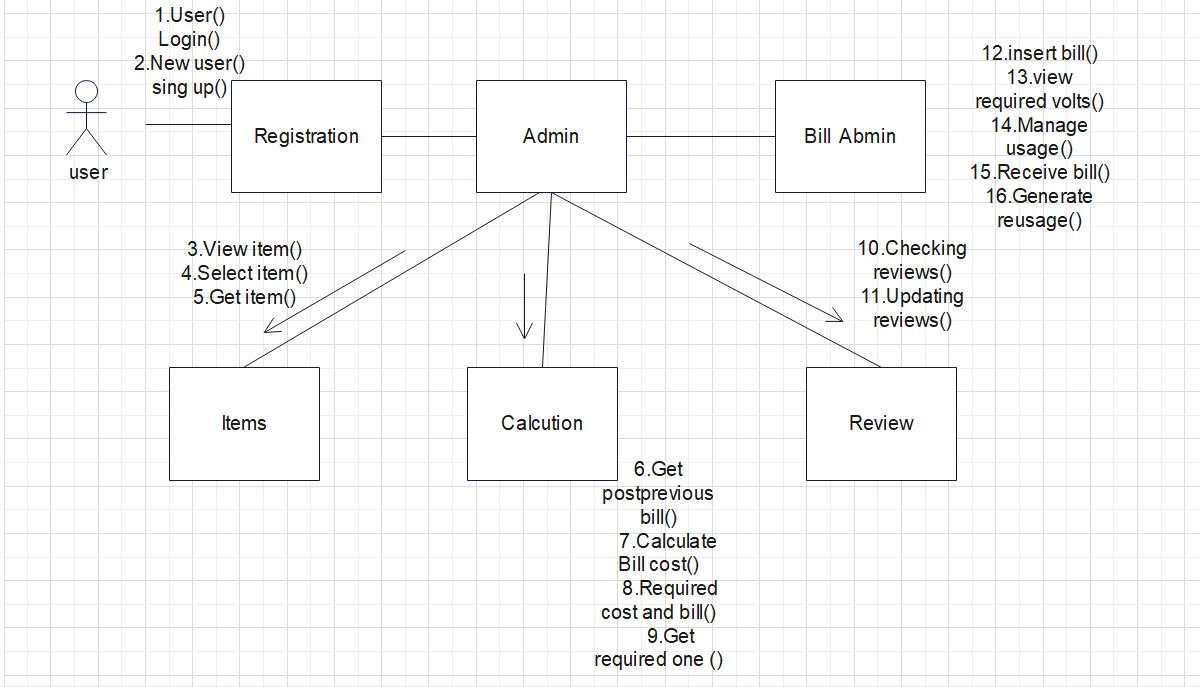 1.User()
Login()
2.New user()
sing up()
user
Registration
Admin
Bill Abmin
12.insert bill()
13.view
required volts()
14.Manage
usage()
15.Receive bill()
16.Generate
reusage()
3.View item()
4.Select item()
5.Get item()
10.Checking
reviews()
11.Updating
reviews()
Items
Calcution
Review
6.Get
postprevious
bill()
7.Calculate
Bill cost()
8.Required
cost and bill()
9.Get
required one ()